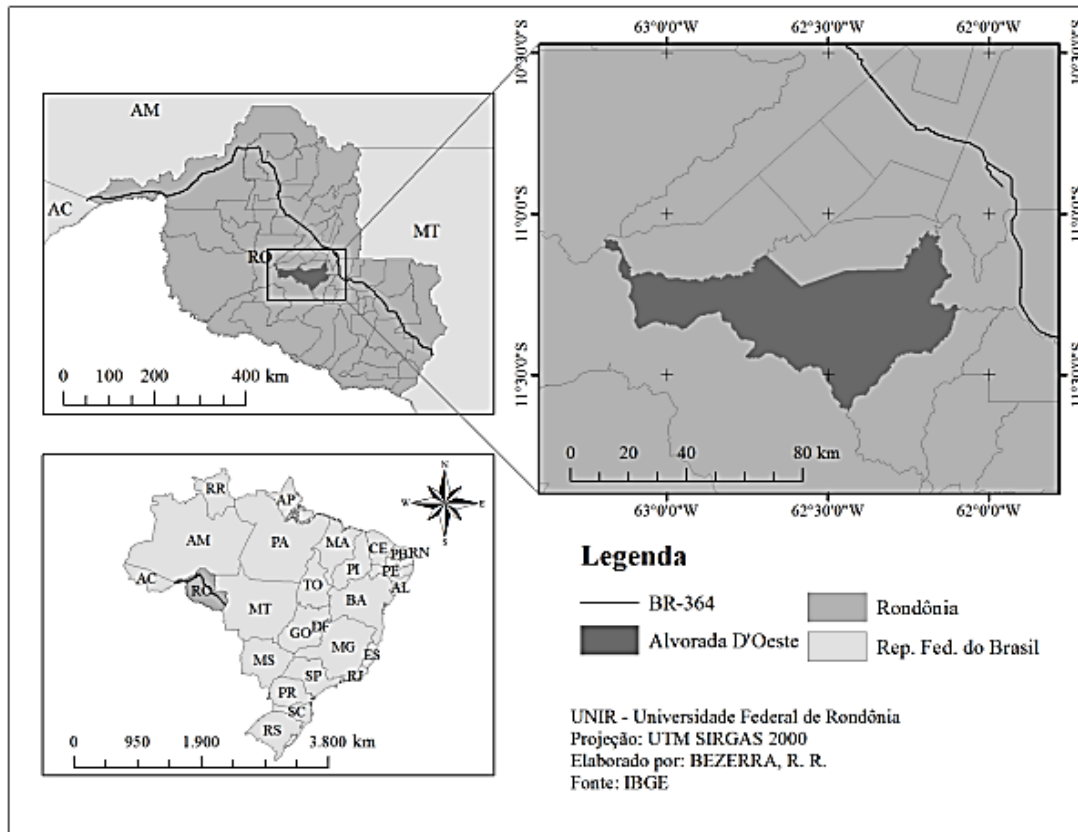 AM
AC
RO
MT
0 100 200 400 km
63°0'0"W 62°30'0"W 62°0'0"W
10°30'0"S
11°0'0"S
11°30'0"S
0 20 40 80 km
63°0'0"W 62°30'0"W 62°0'0"W
N
W E
S
RR
AP
AM
PA
MA
CE
RN
PB
PI
PE
AC
RO
TO
AL
BA
MT
GO
DF
MG
ES
MS
SP
RJ
PR
SC
RS
0 950 1.900 3.800 km
Legenda
BR-364
Alvorada D'Oeste
Rondônia
Rep. Fed. do Brasil
UNIR - Universidade Federal de Rondônia
Projeção: UTM SIRGAS 2000
Elaborado por: BEZERRA, R. R.
Fonte: IBGE